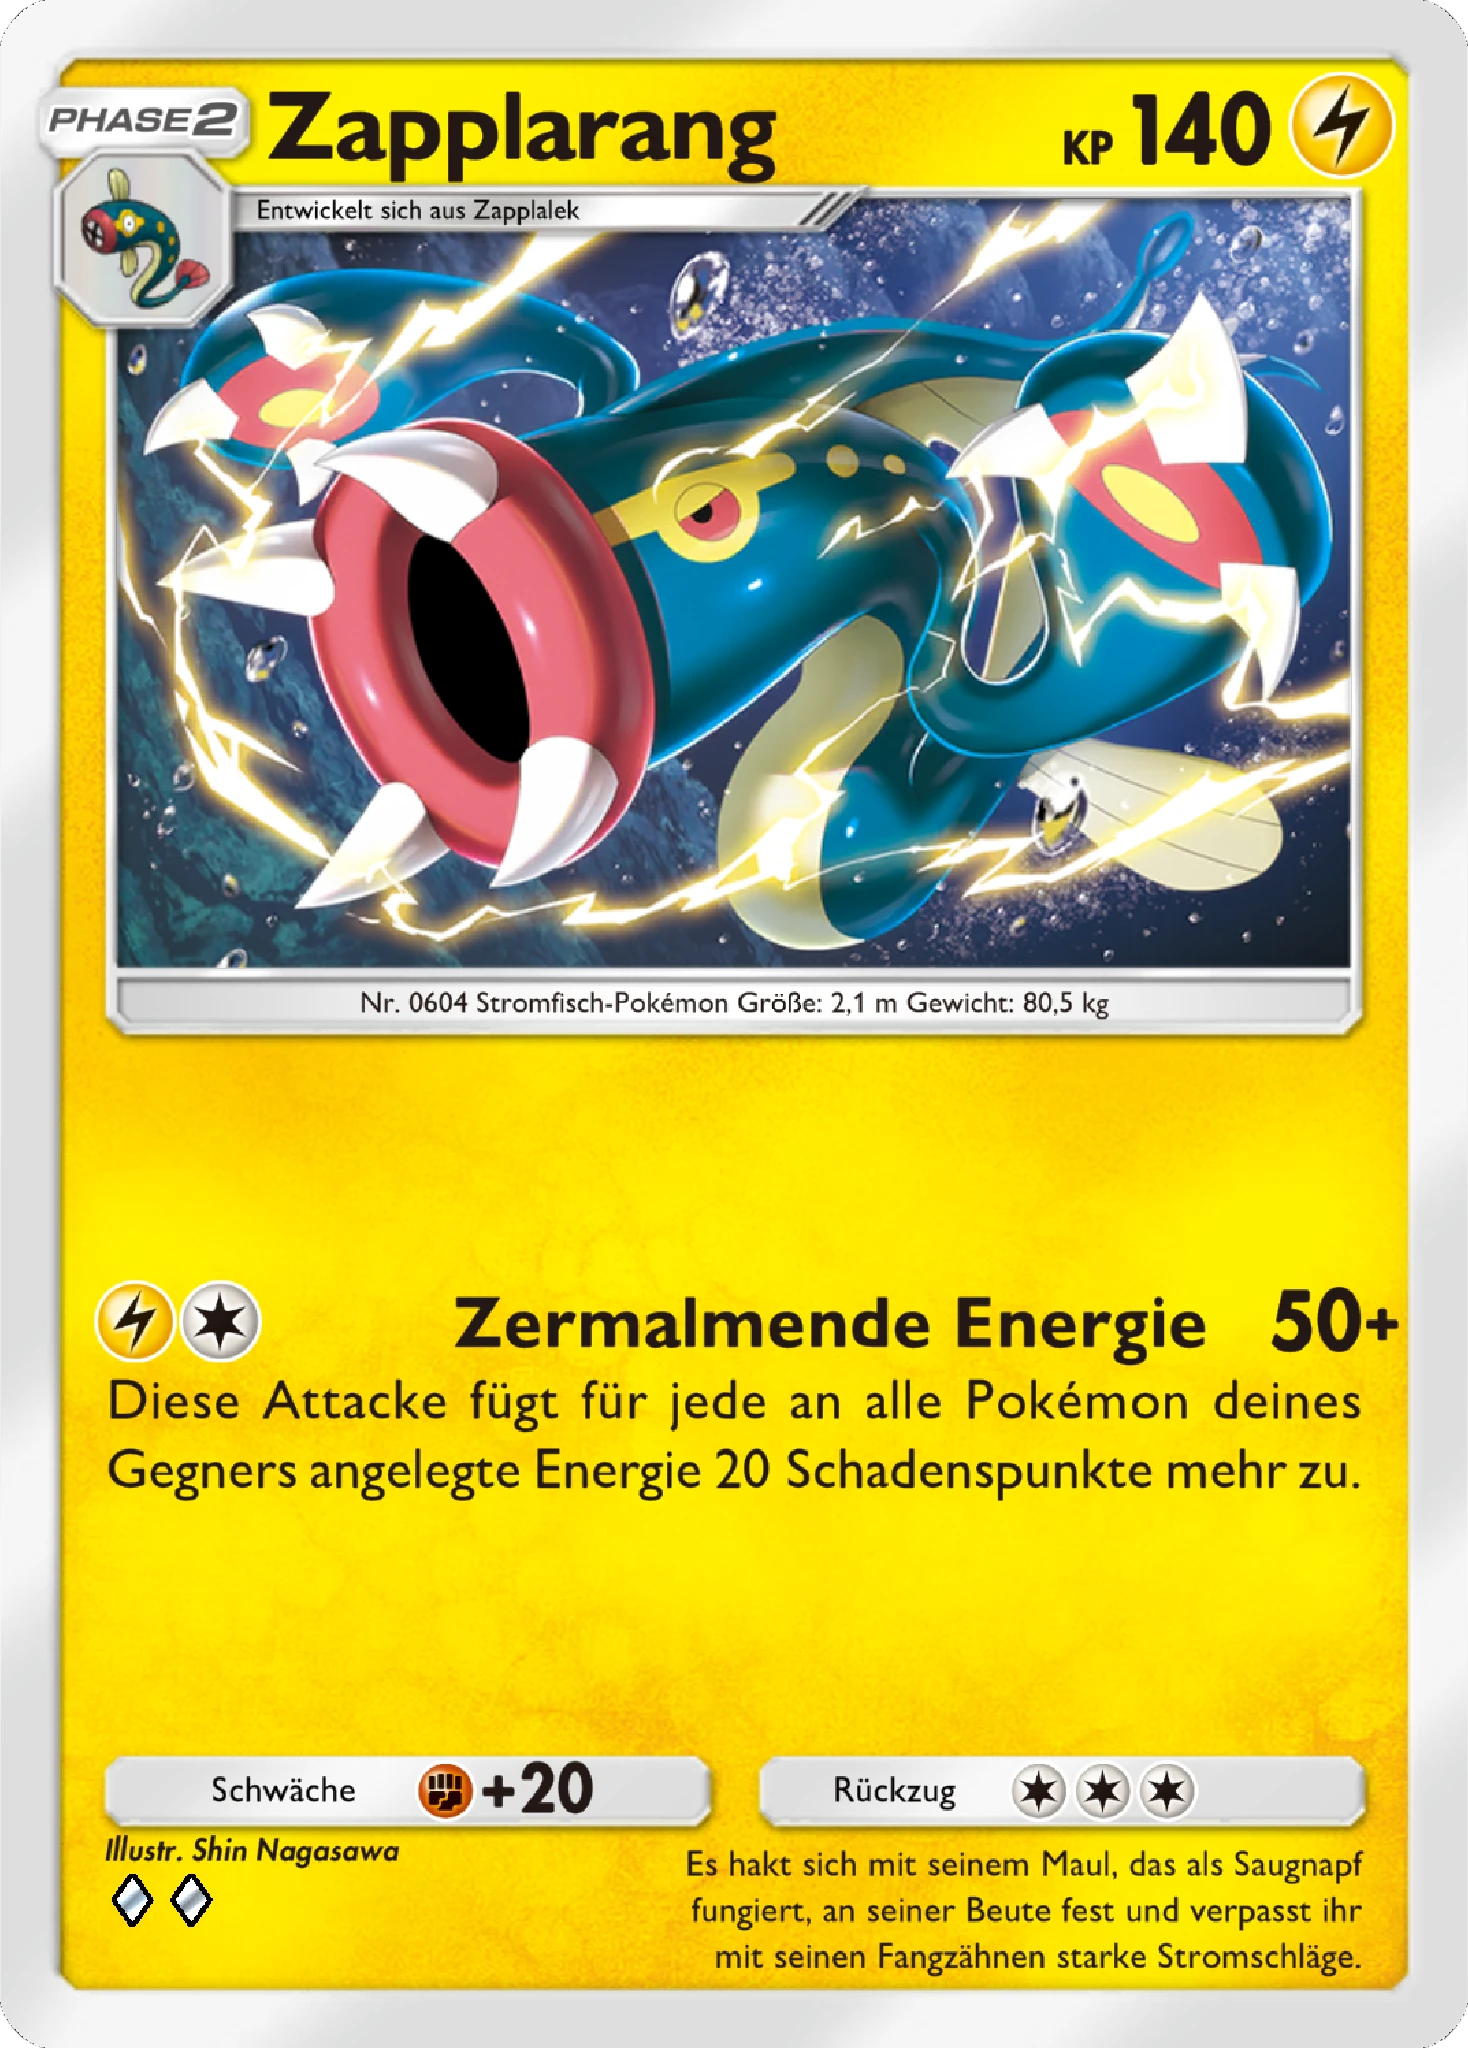 PHASE 2
Zapplarang
KP 140
Entwickelt sich aus Zapplalek
Nr. 0604 Stromfisch-Pokémon Größe: 2,1 m Gewicht: 80,5 kg
Zermalmende Energie 50+
Diese Attacke fügt für jede an alle Pokémon deines
Gegners angelegte Energie 20 Schadenspunkte mehr zu.
Schwäche +20
Rückzug
Illustr. Shin Nagasawa
Es hakt sich mit seinem Maul, das als Saugnapf
fungiert, an seiner Beute fest und verpasst ihr
mit seinen Fangzähnen starke Stromschläge.